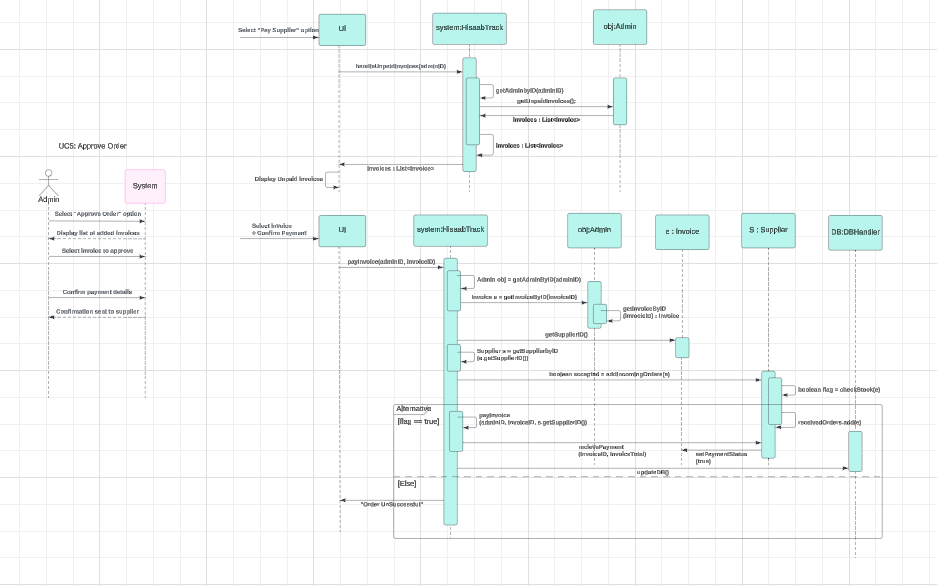 Select "Pay Supplier" option
UI
system:HisaabTrack
obj:Admin
handleUnpaidInvoices(adminID)
getAdminByID(adminID)
getUnpaidInvoices();
Invoices : List<Invoice>
Invoices : List<Invoice>
Invoices : List<Invoice>
Display Unpaid Invoices
UC5: Approve Order
Admin
System
Select "Approve Order" option
Display list of added invoices
Select invoice to approve
Confirm payment details
Confirmation sent to supplier
Select Invoice
+ Confirm Payment
UI
system:HisaabTrack
obj:Admin
e : Invoice
S : Supplier
DB:DBHandler
payInvoice(adminID, invoiceID)
Admin obj = getAdminByID(adminID)
Invoice e = getInvoiceByID(invoiceID)
getInvoiceByID
(InvoiceID) : Invoice
getSupplierID()
Supplier s = getSupplierbyID
(e.getSupplierID())
boolean accepted = addIncomingOrders(e)
boolean flag = checkStock(e)
Alternative
[flag == true]
payInvoice
(adminID, invoiceID, s.getSupplierID())
receivedOrders.add(e)
recievePayment
(InvoiceID, InvoiceTotal)
setPaymentStatus
(true)
updateDB()
[Else]
"Order UnSuccessful"